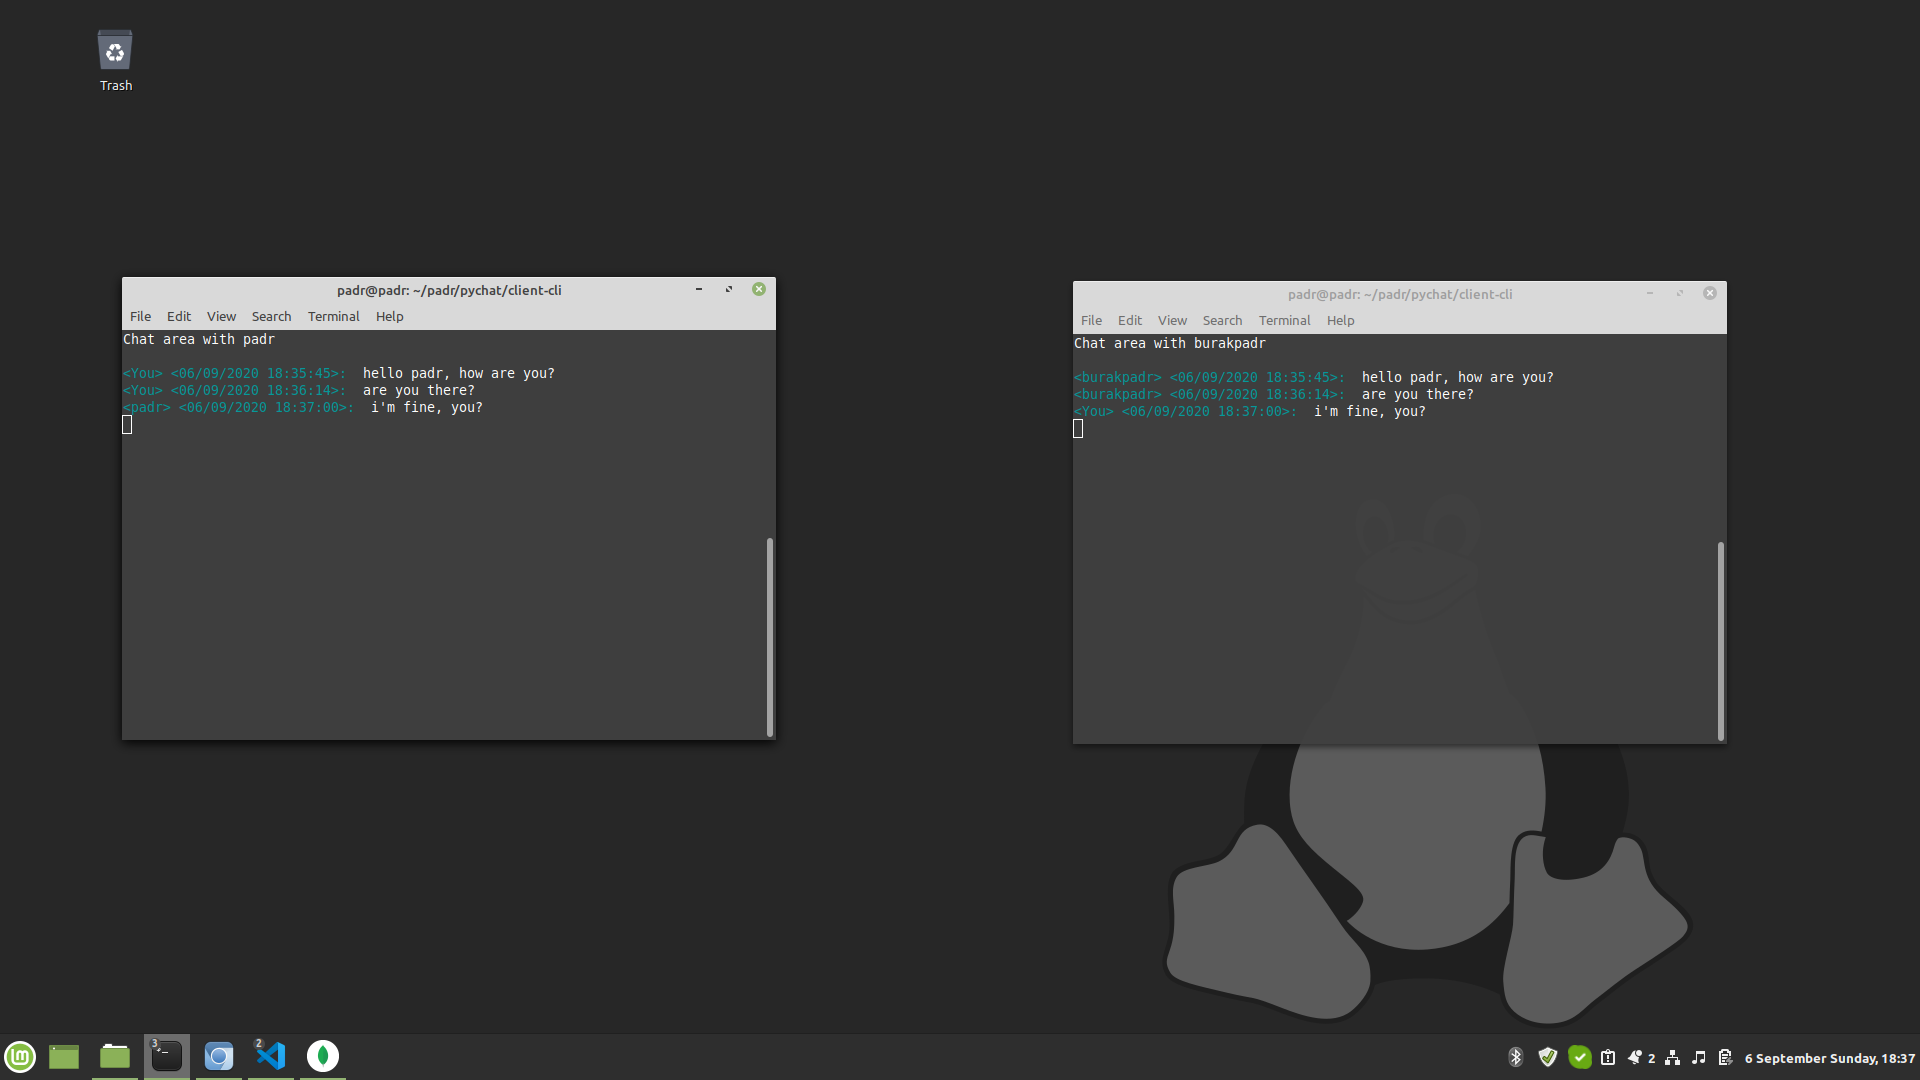 Trash
padr@padr: ~/padr/pychat/client-cli
File Edit View Search Terminal Help
Chat area with padr
<You> <06/09/2020 18:35:45>:  hello padr, how are you?
<You> <06/09/2020 18:36:14>:  are you there?
<padr> <06/09/2020 18:37:00>:  i'm fine, you?
padr@padr: ~/padr/pychat/client-cli
File Edit View Search Terminal Help
Chat area with burakpadr
<burakpadr> <06/09/2020 18:35:45>:  hello padr, how are you?
<burakpadr> <06/09/2020 18:36:14>:  are you there?
<You> <06/09/2020 18:37:00>:  i'm fine, you?
3
2
2
6 September Sunday, 18:37